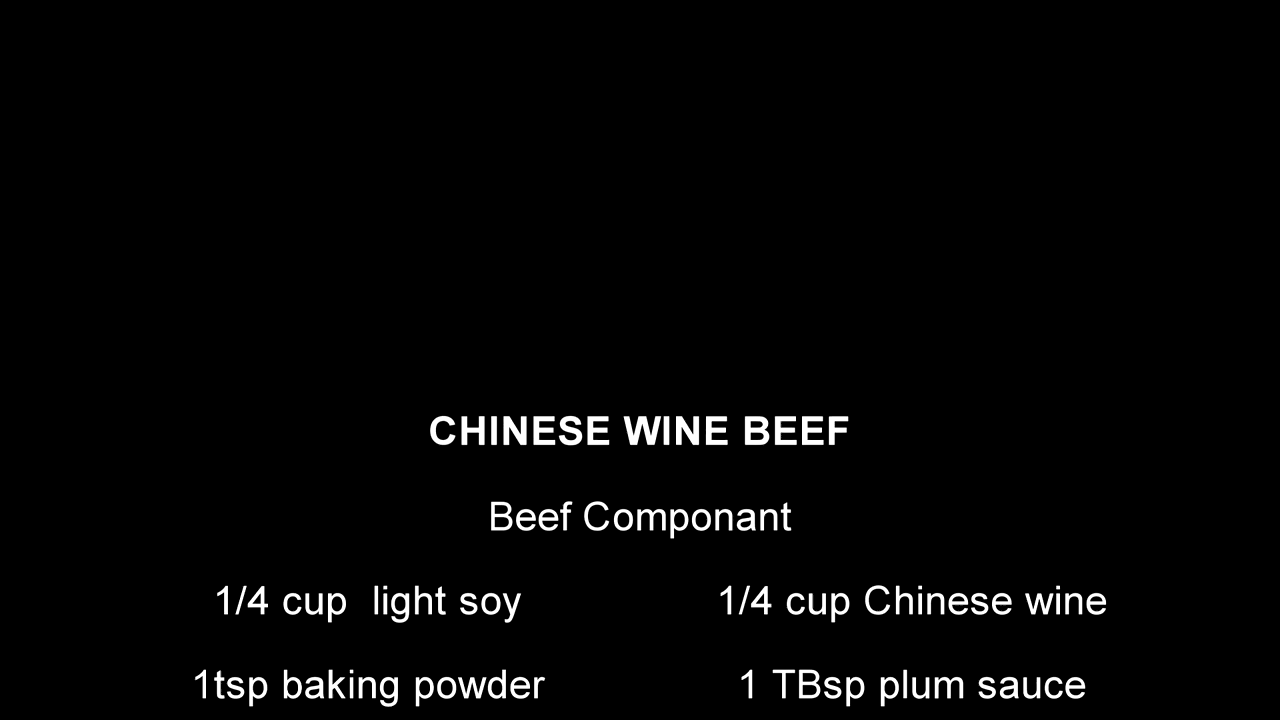 CHINESE WINE BEEF
Beef Componant
1/4 cup  light soy	1/4 cup Chinese wine
1tsp baking powder	1 TBsp plum sauce